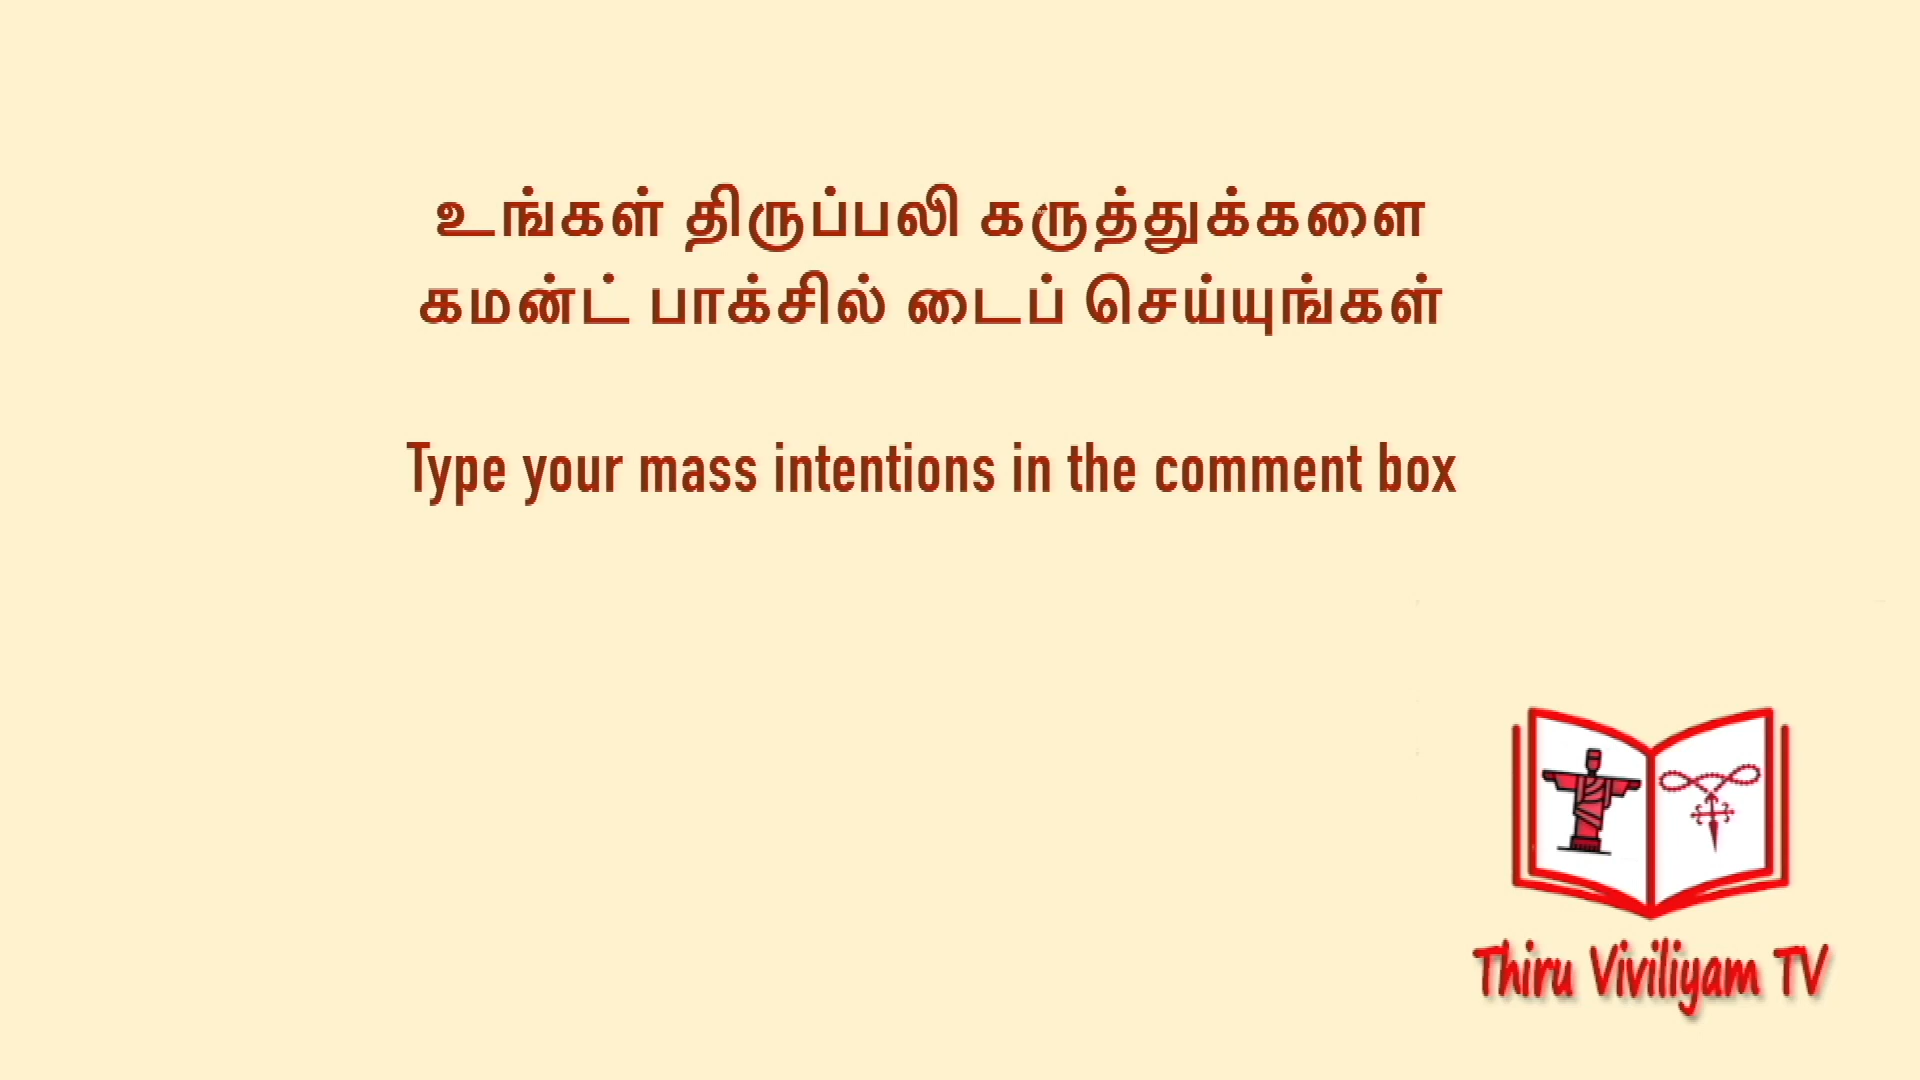 உங்கள் திருப்பலி கருத்துக்களை
கமன்ட் பாக்சில் டைப் செய்யுங்கள்
Type your mass intentions in the comment box
Thiru Viviliyam TV